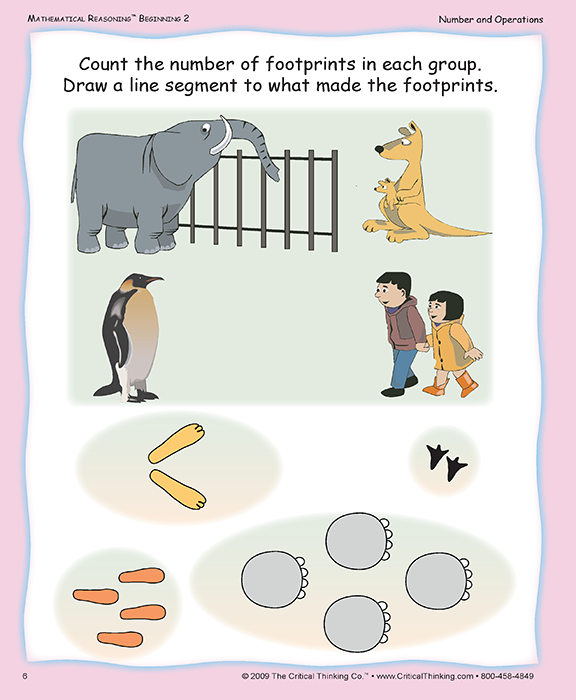 MATHEMATICAL REASONING™ BEGINNING 2
Number and Operations
Count the number of footprints in each group.
Draw a line segment to what made the footprints.
6
© 2009 The Critical Thinking Co.™ • www.CriticalThinking.com • 800-458-4849